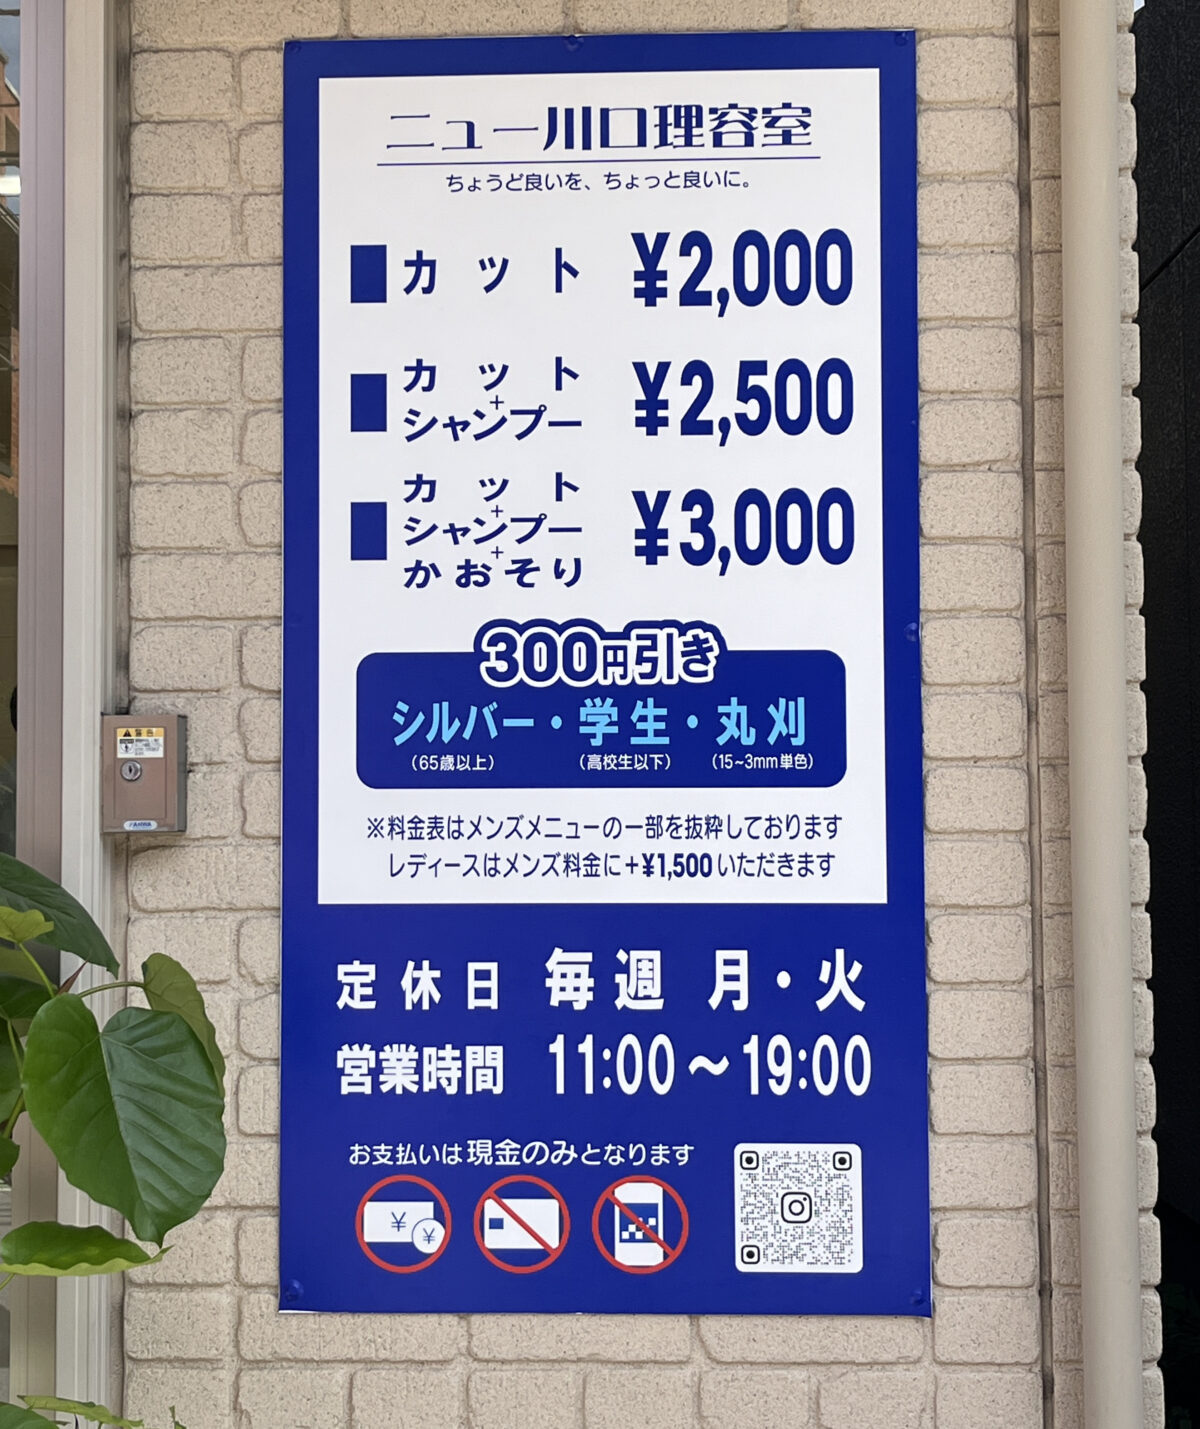 ニュー川口理容室
ちょうど良いを、ちょっと良いに。
カット ¥2,000
カット
+
シャンプー
¥2,500
カット
+
シャンプー
+
かおそり
¥3,000
300円引き
シルバー・学生・丸刈
(65歳以上) (高校生以下) (15~3mm単色)
※料金表はメンズメニューの一部を抜粋しております
レディースはメンズ料金に+¥1,500いただきます
定休日 毎週 月・火
営業時間 11:00～19:00
お支払いは現金のみとなります
¥ ¥